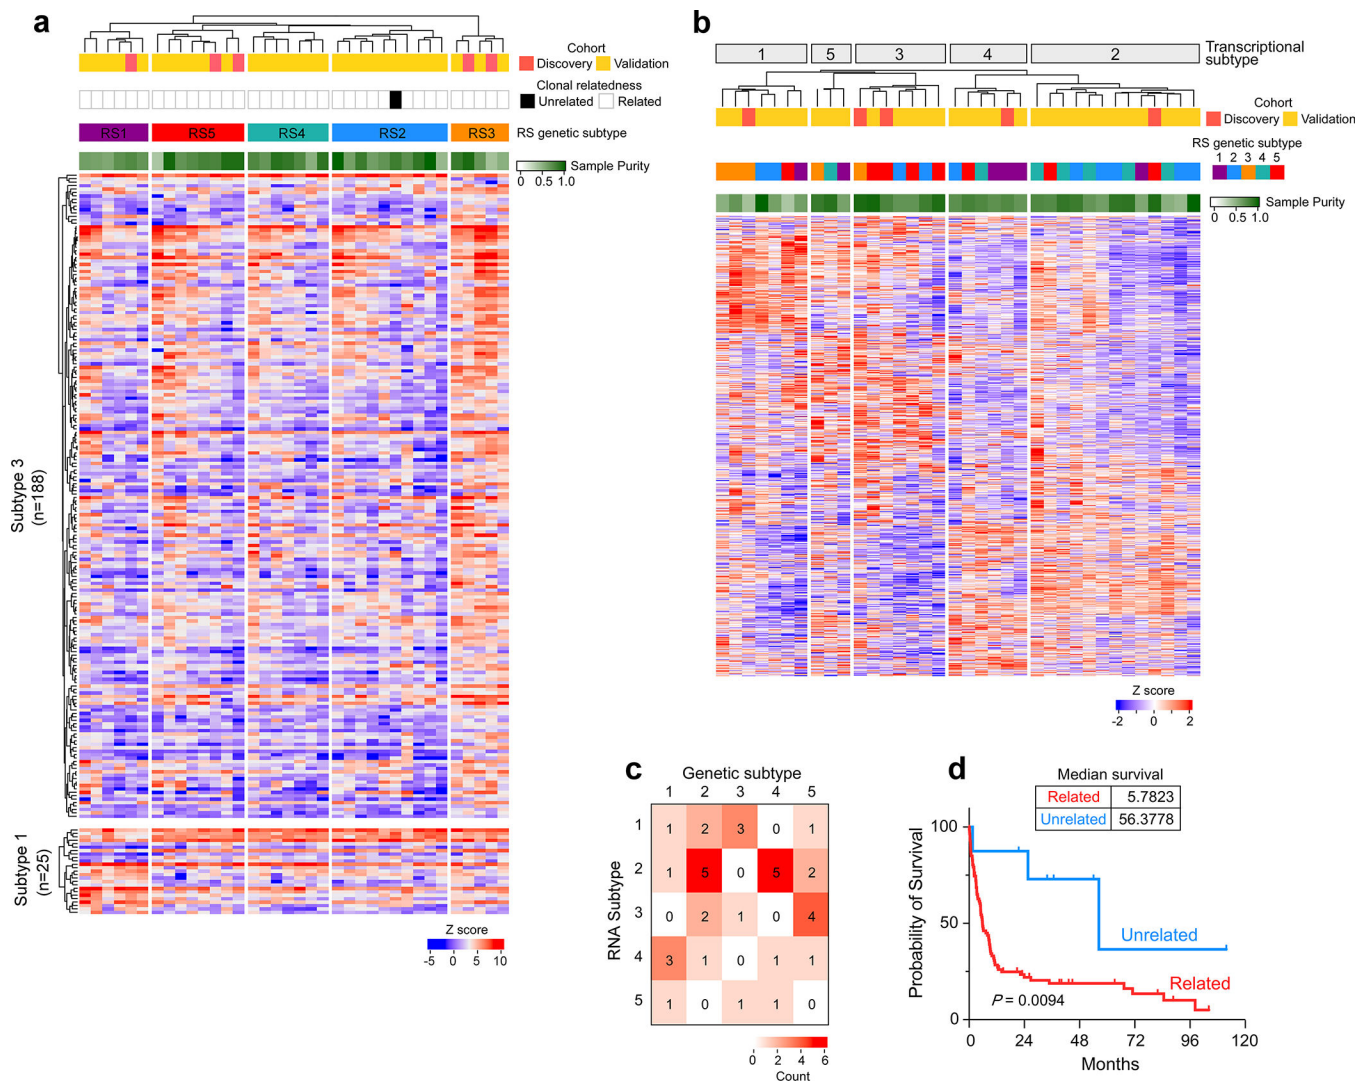 a
Cohort
Discovery Validation
Clonal relatedness
Unrelated Related
RS1 RS5 RS4 RS2 RS3 RS genetic subtype
Sample Purity
0 0.5 1.0
Subtype 3
(n=188)
Subtype 1
(n=25)
Z score
-5 0 5 10
b
1 5 3 4 2 Transcriptional
subtype
Cohort
Discovery Validation
RS genetic subtype
1 2 3 4 5
Sample Purity
0 0.5 1.0
Z score
-2 -1 0 1 2
c
Genetic subtype
1 2 3 4 5
RNA Subtype
1 1 2 3 0 1
2 1 5 0 5 2
3 0 2 1 0 4
4 3 1 0 1 1
5 1 0 1 1 0
0 2 4 6
Count
d
Median survival
Related 5.7823
Unrelated 56.3778
Probability of Survival
100
50
0
Unrelated
Related
P = 0.0094
0 24 48 72 96 120
Months